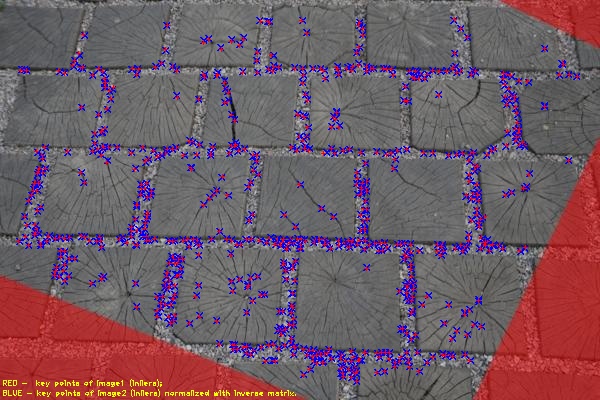 RED - key points of image1 (inliers);
BLUE - key points of image2 (inliers) normalized with inverse matrix.